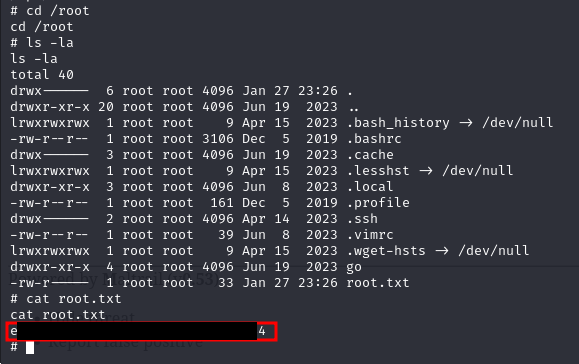 # cd /root
cd /root
# ls -la
ls -la
total 40
drwx------  6 root root 4096 Jan 27 23:26 .
drwxr-xr-x 20 root root 4096 Jun 19  2023 ..
lrwxrwxrwx  1 root root    9 Apr 15  2023 .bash_history -> /dev/null
-rw-r--r--  1 root root 3106 Dec  5  2019 .bashrc
drwx------  3 root root 4096 Jun 19  2023 .cache
lrwxrwxrwx  1 root root    9 Apr 15  2023 .lesshst -> /dev/null
drwxr-xr-x  3 root root 4096 Jun  8  2023 .local
-rw-r--r--  1 root root  161 Dec  5  2019 .profile
drwx------  2 root root 4096 Apr 14  2023 .ssh
-rw-r--r--  1 root root   39 Jun  8  2023 .vimrc
lrwxrwxrwx  1 root root    9 Apr 15  2023 .wget-hsts -> /dev/null
drwxr-xr-x  4 root root 4096 Jun 19  2023 go
-rw-r-----  1 root root   33 Jan 27 23:26 root.txt
# cat root.txt
cat root.txt
e 4
#